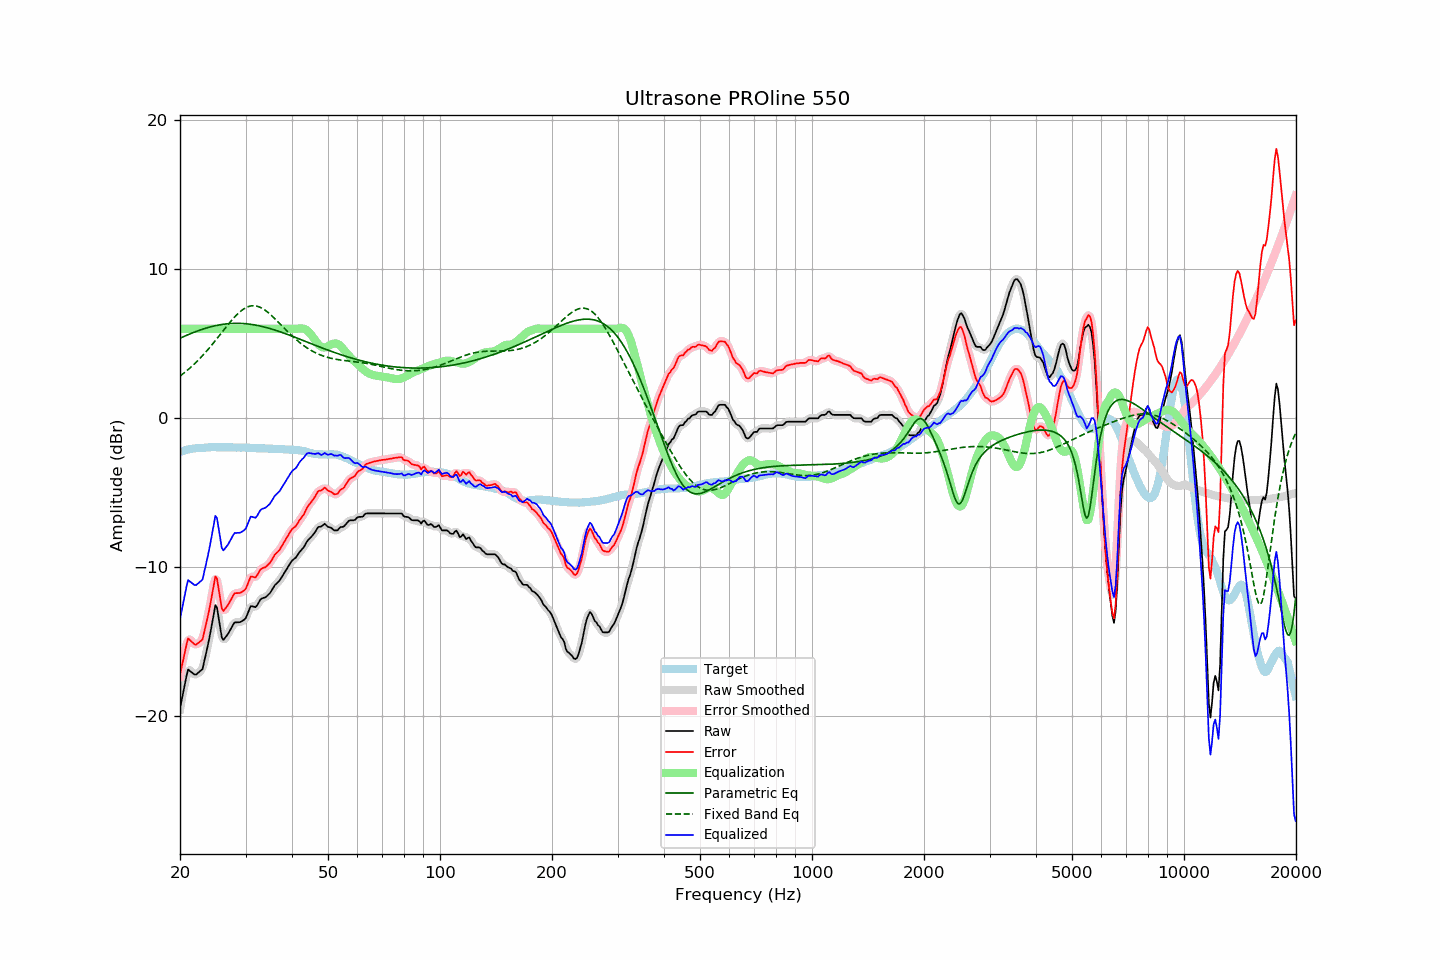 Ultrasone PROline 550
20
10
0
−10
−20
Amplitude (dBr)
Target
Raw Smoothed
Error Smoothed
Raw
Error
Equalization
Parametric Eq
Fixed Band Eq
Equalized
20 50 100 200 500 1000 2000 5000 10000 20000
Frequency (Hz)